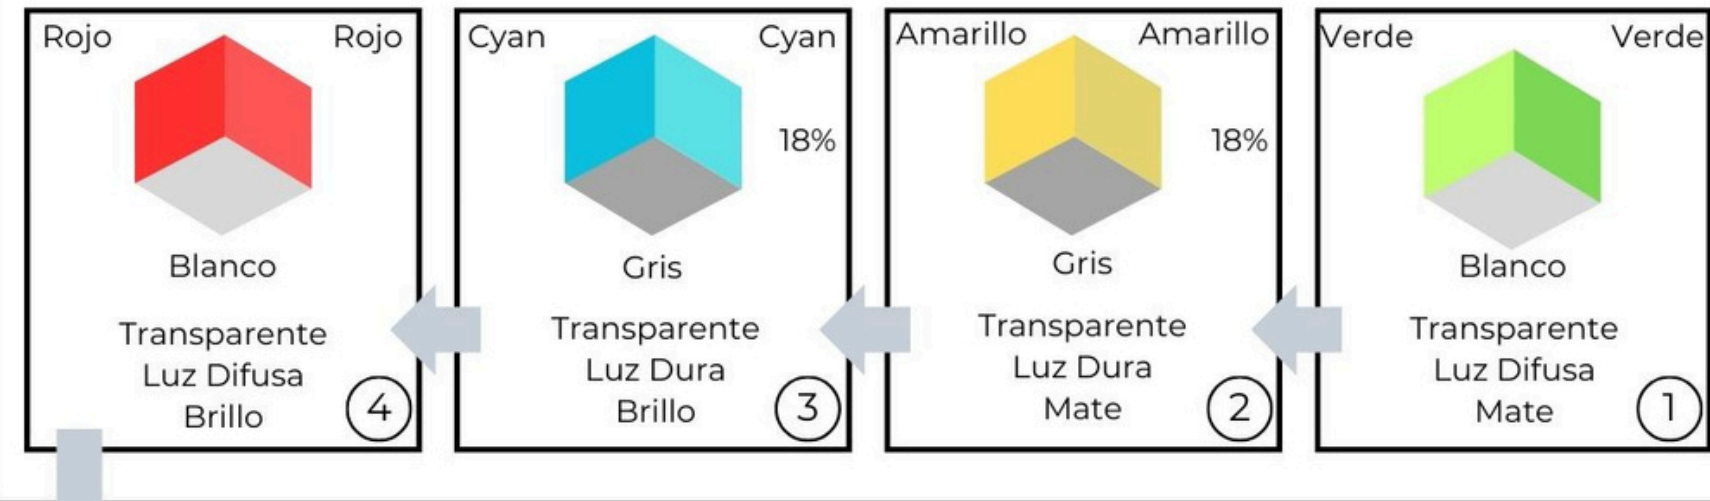 Rojo Rojo
Blanco
Transparente
Luz Difusa
Brillo
4
Cyan Cyan
18%
Gris
Transparente
Luz Dura
Brillo
3
Amarillo Amarillo
18%
Gris
Transparente
Luz Dura
Mate
2
Verde Verde
Blanco
Transparente
Luz Difusa
Mate
1